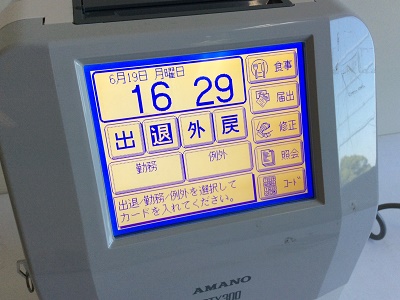 6月19日 月曜日
16 29
食事
届出
修正
照会
コード
出 退 外 戻
勤務 例外
出退/勤務/例外を選択して
カードを入れてください。
AMANO